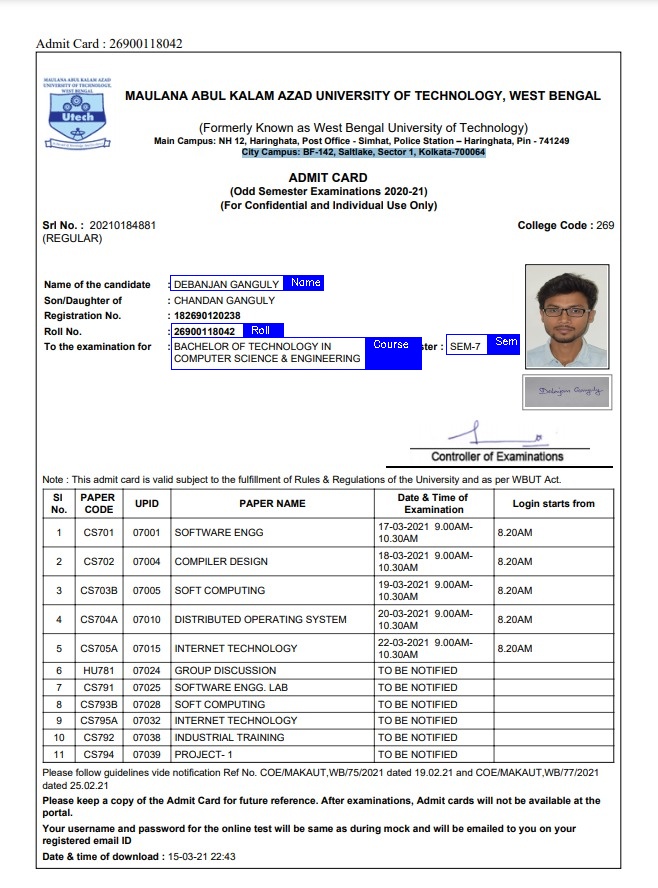 Admit Card : 26900118042
MAULANA ABUL KALAM AZAD
UNIVERSITY OF TECHNOLOGY,
WEST BENGAL
Utech
MAULANA ABUL KALAM AZAD UNIVERSITY OF TECHNOLOGY, WEST BENGAL
(Formerly Known as West Bengal University of Technology)
Main Campus: NH 12, Haringhata, Post Office - Simhat, Police Station – Haringhata, Pin - 741249
City Campus: BF-142, Saltlake, Sector 1, Kolkata-700064
ADMIT CARD
(Odd Semester Examinations 2020-21)
(For Confidential and Individual Use Only)
Srl No. : 20210184881 College Code : 269
(REGULAR)
Name of the candidate : DEBANJAN GANGULY Name
Son/Daughter of : CHANDAN GANGULY
Registration No. : 182690120238
Roll No. : 26900118042 Roll
To the examination for : BACHELOR OF TECHNOLOGY IN Course ter : SEM-7 Sem
COMPUTER SCIENCE & ENGINEERING
Debanjan Ganguly
Controller of Examinations
Note : This admit card is valid subject to the fulfillment of Rules & Regulations of the University and as per WBUT Act.
Sl No. PAPER CODE UPID PAPER NAME Date & Time of Examination Login starts from
1 CS701 07001 SOFTWARE ENGG 17-03-2021 9.00AM-10.30AM 8.20AM
2 CS702 07004 COMPILER DESIGN 18-03-2021 9.00AM-10.30AM 8.20AM
3 CS703B 07005 SOFT COMPUTING 19-03-2021 9.00AM-10.30AM 8.20AM
4 CS704A 07010 DISTRIBUTED OPERATING SYSTEM 20-03-2021 9.00AM-10.30AM 8.20AM
5 CS705A 07015 INTERNET TECHNOLOGY 22-03-2021 9.00AM-10.30AM 8.20AM
6 HU781 07024 GROUP DISCUSSION TO BE NOTIFIED
7 CS791 07025 SOFTWARE ENGG. LAB TO BE NOTIFIED
8 CS793B 07028 SOFT COMPUTING TO BE NOTIFIED
9 CS795A 07032 INTERNET TECHNOLOGY TO BE NOTIFIED
10 CS792 07038 INDUSTRIAL TRAINING TO BE NOTIFIED
11 CS794 07039 PROJECT- 1 TO BE NOTIFIED
Please follow guidelines vide notification Ref No. COE/MAKAUT,WB/75/2021 dated 19.02.21 and COE/MAKAUT,WB/77/2021
dated 25.02.21
Please keep a copy of the Admit Card for future reference. After examinations, Admit cards will not be available at the
portal.
Your username and password for the online test will be same as during mock and will be emailed to you on your
registered email ID
Date & time of download : 15-03-21 22:43